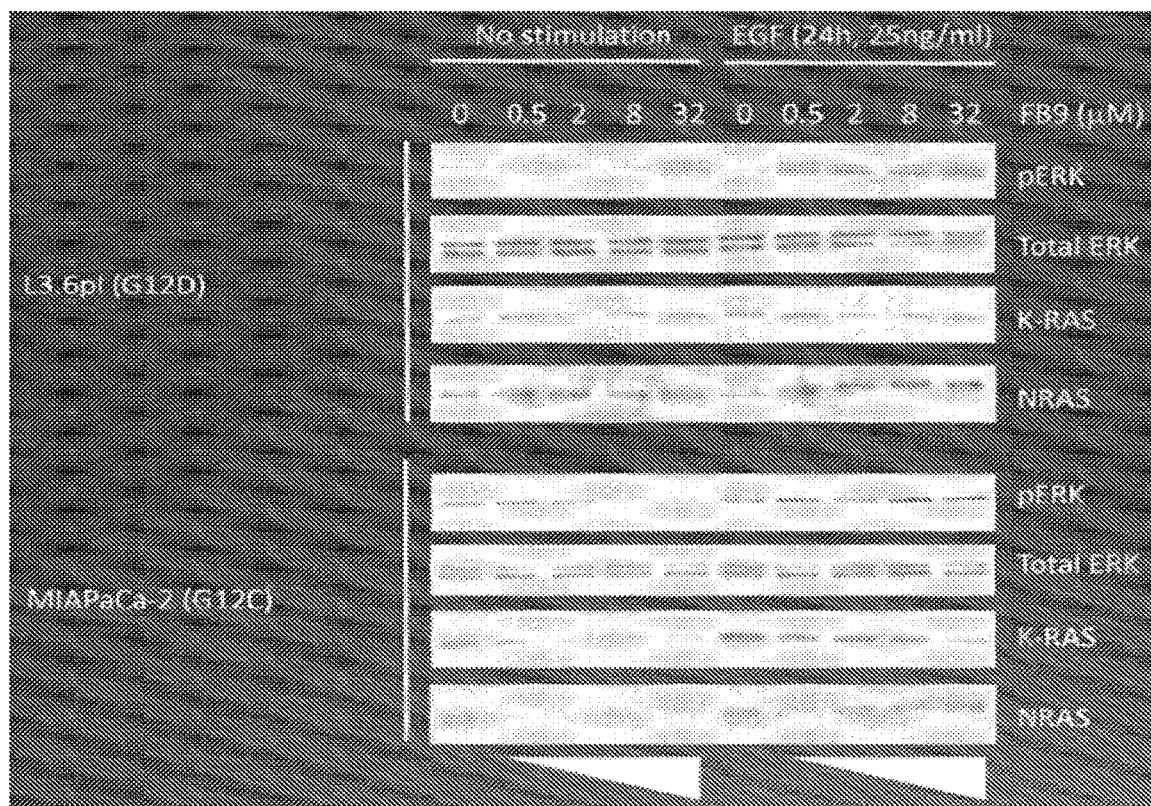 No stimulation EGF (24h, 25ng/ml)
0 0.5 2 8 32 0 0.5 2 8 32 FB9 (μM)
pERK
Total ERK
L3.6pl (G12D)
K-RAS
NRAS
pERK
Total ERK
MIAPaCa-2 (G12C)
K-RAS
NRAS